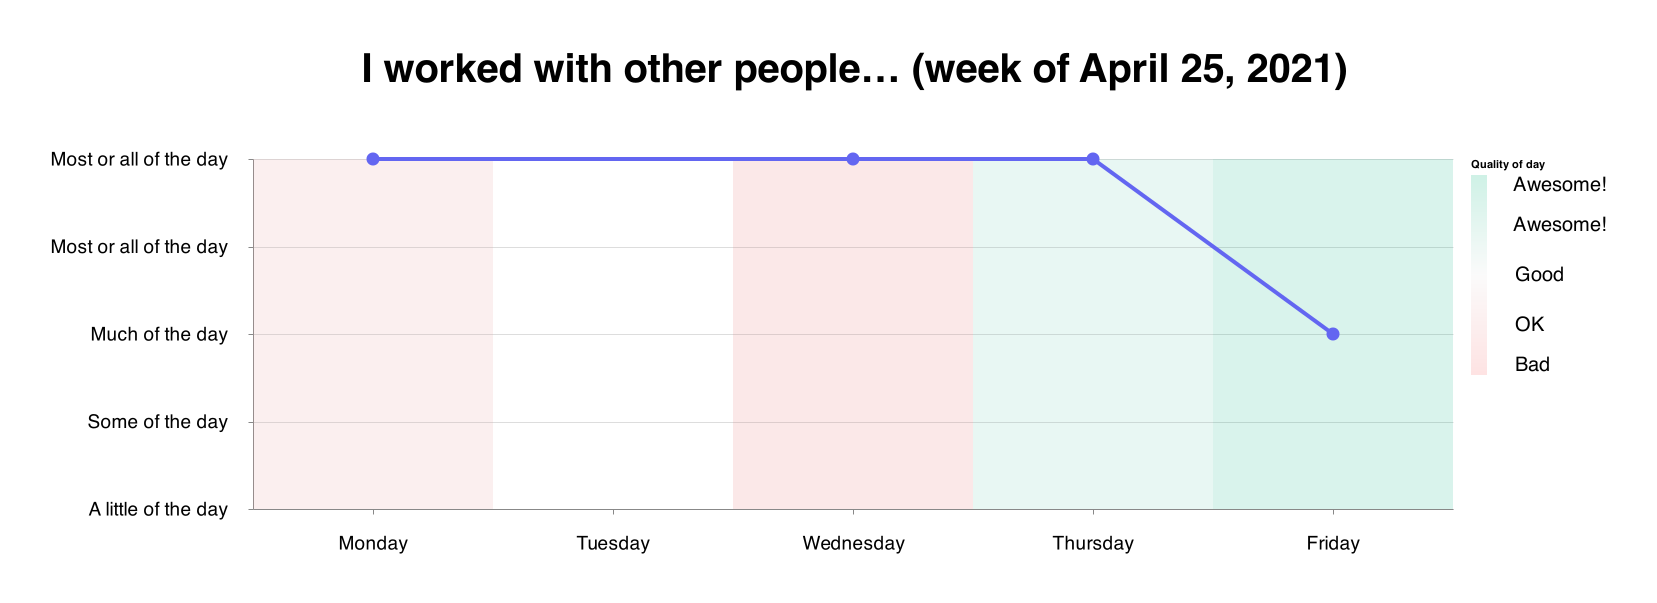 I worked with other people… (week of April 25, 2021)
Most or all of the day
Most or all of the day
Much of the day
Some of the day
A little of the day
Monday
Tuesday
Wednesday
Thursday
Friday
Quality of day
Awesome!
Awesome!
Good
OK
Bad